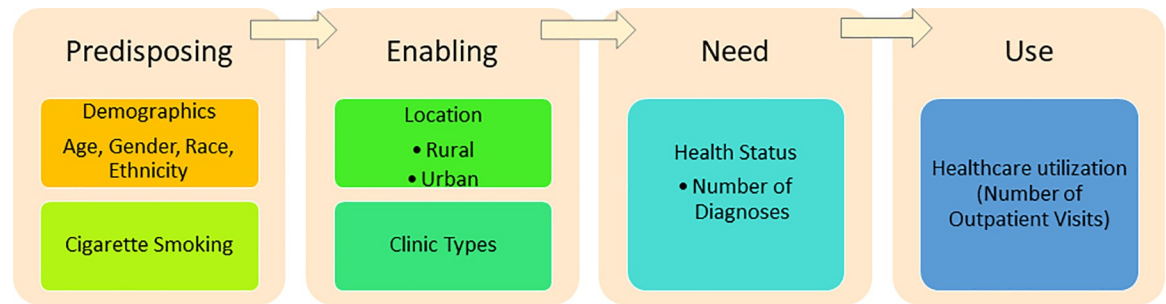 Predisposing
Demographics
Age, Gender, Race,
Ethnicity
Cigarette Smoking
Enabling
Location
• Rural
• Urban
Clinic Types
Need
Health Status
• Number of
Diagnoses
Use
Healthcare utilization
(Number of
Outpatient Visits)